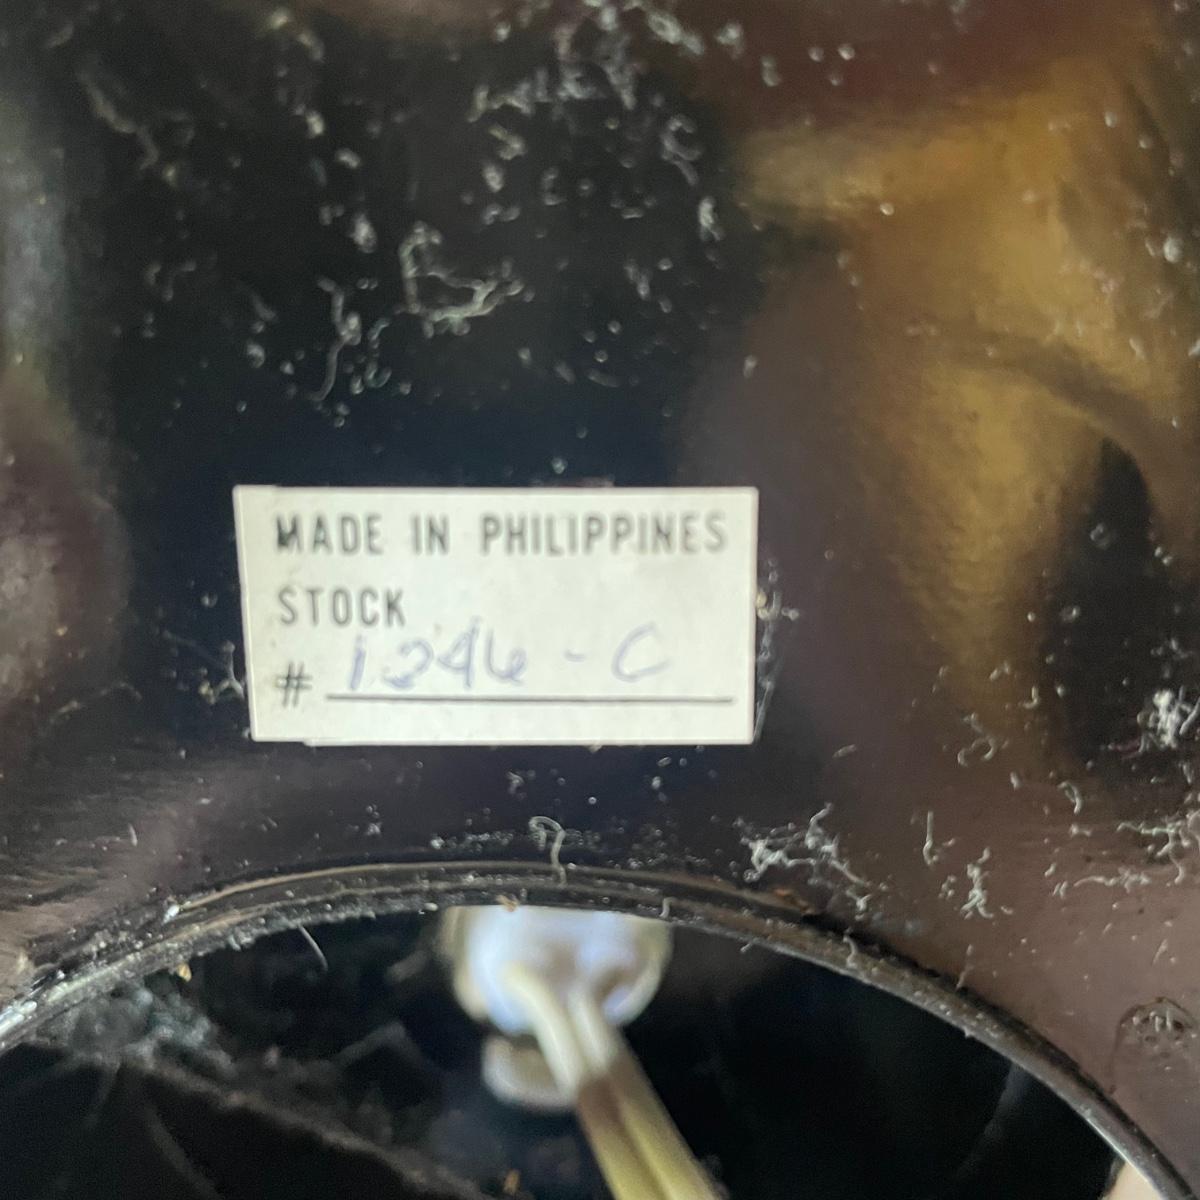 MADE IN PHILIPPINES
STOCK
# 1246 - C